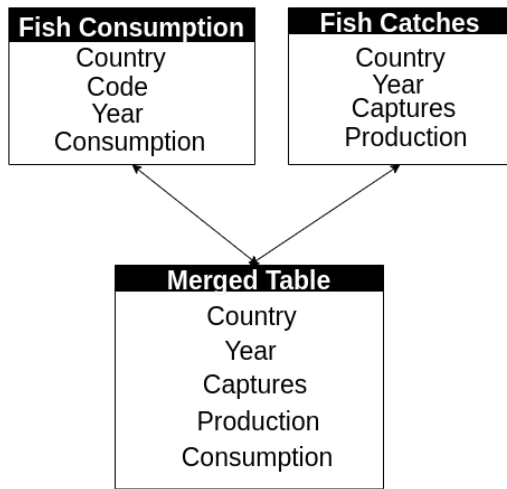 Fish Consumption
Country
Code
Year
Consumption
Fish Catches
Country
Year
Captures
Production
Merged Table
Country
Year
Captures
Production
Consumption